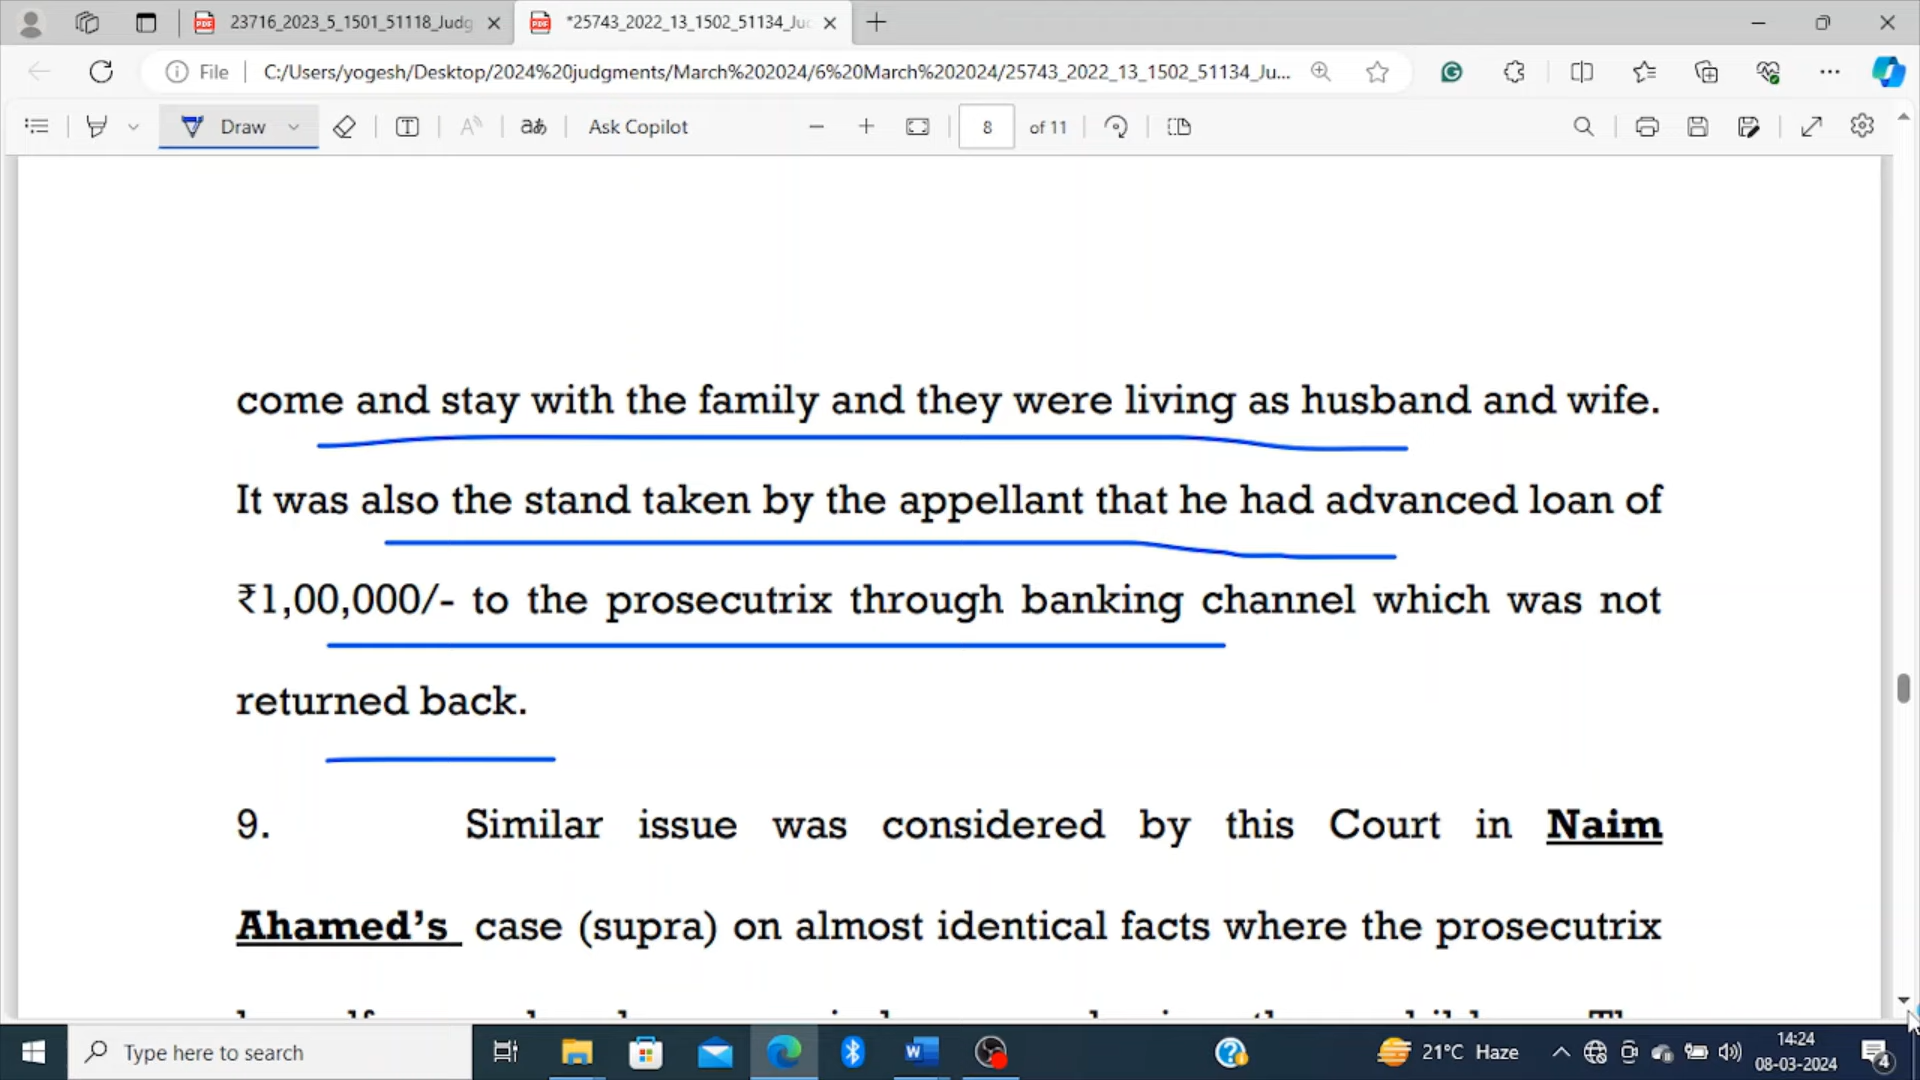 23716_2023_5_1501_51118_Judg
*25743_2022_13_1502_51134_Ju
File
C:/Users/yogesh/Desktop/2024%20judgments/March%202024/6%20March%202024/25743_2022_13_1502_51134_Ju...
Draw
Ask Copilot
8 of 11
come and stay with the family and they were living as husband and wife.
It was also the stand taken by the appellant that he had advanced loan of
₹1,00,000/- to the prosecutrix through banking channel which was not
returned back.
9. Similar issue was considered by this Court in Naim
Ahamed’s case (supra) on almost identical facts where the prosecutrix
Type here to search
21°C Haze
14:24
08-03-2024
4